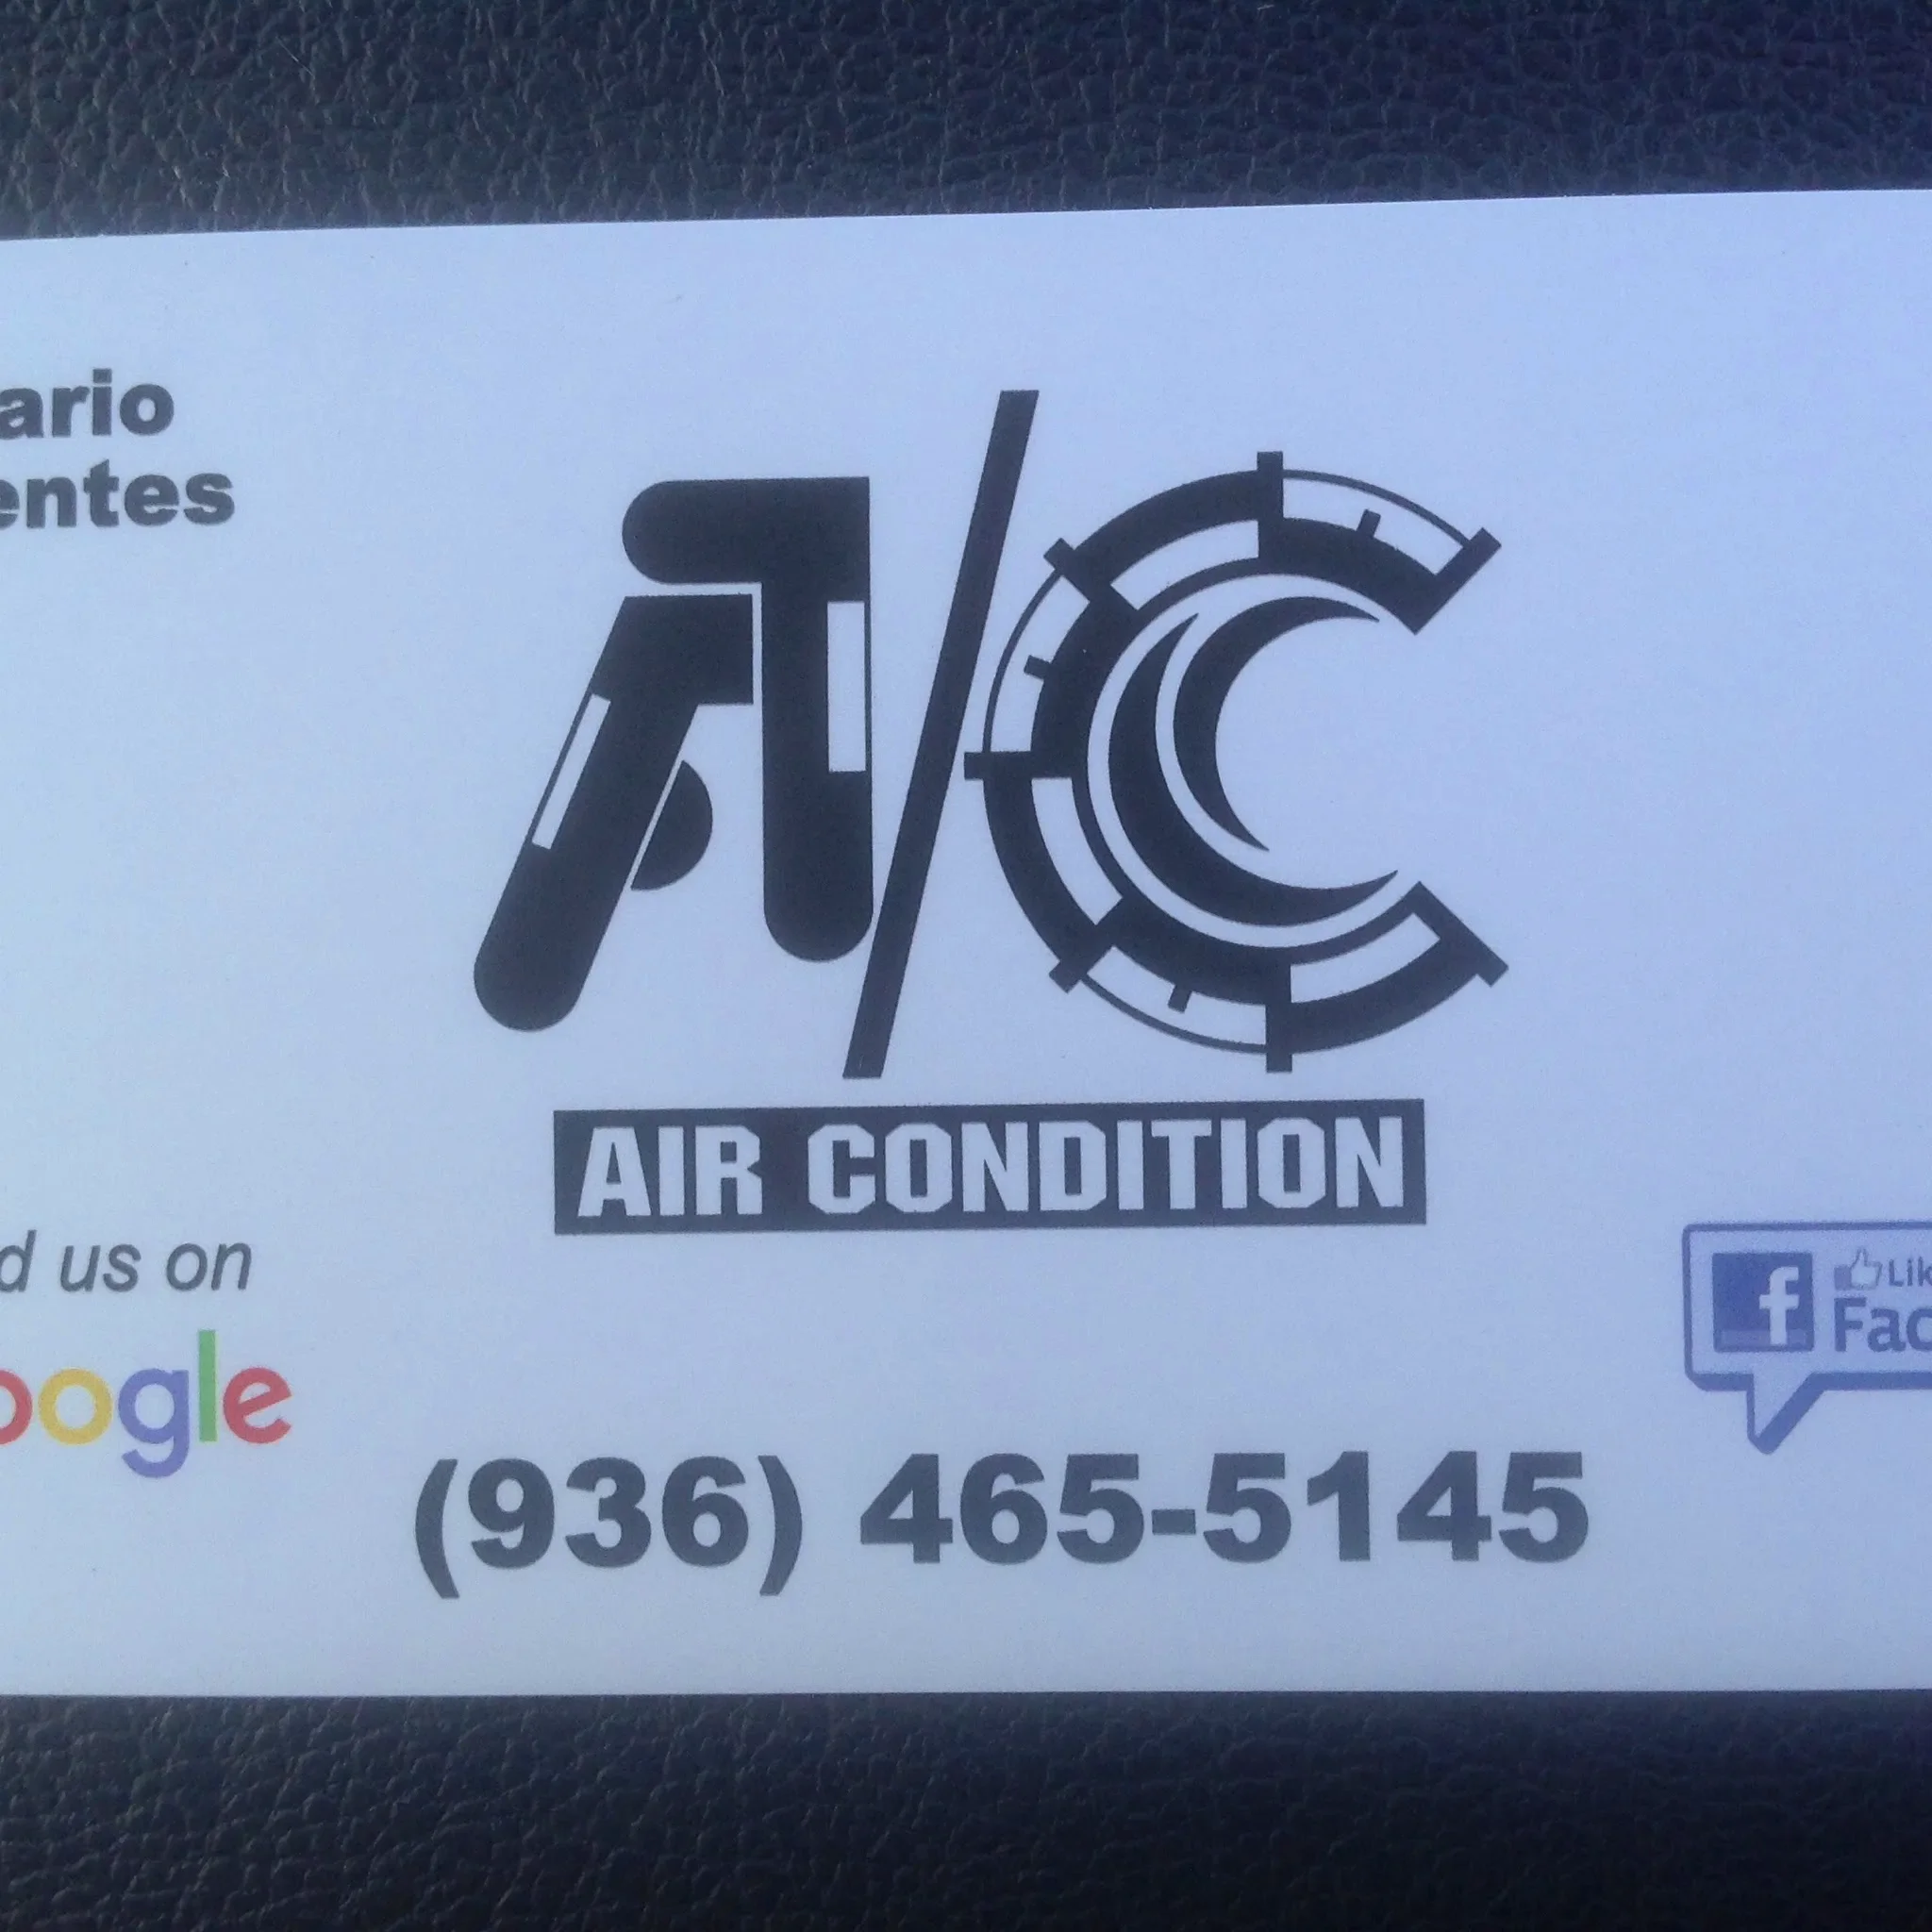 ario
entes
A/C
AIR CONDITION
d us on
oogle
Lik
Fac
(936) 465-5145